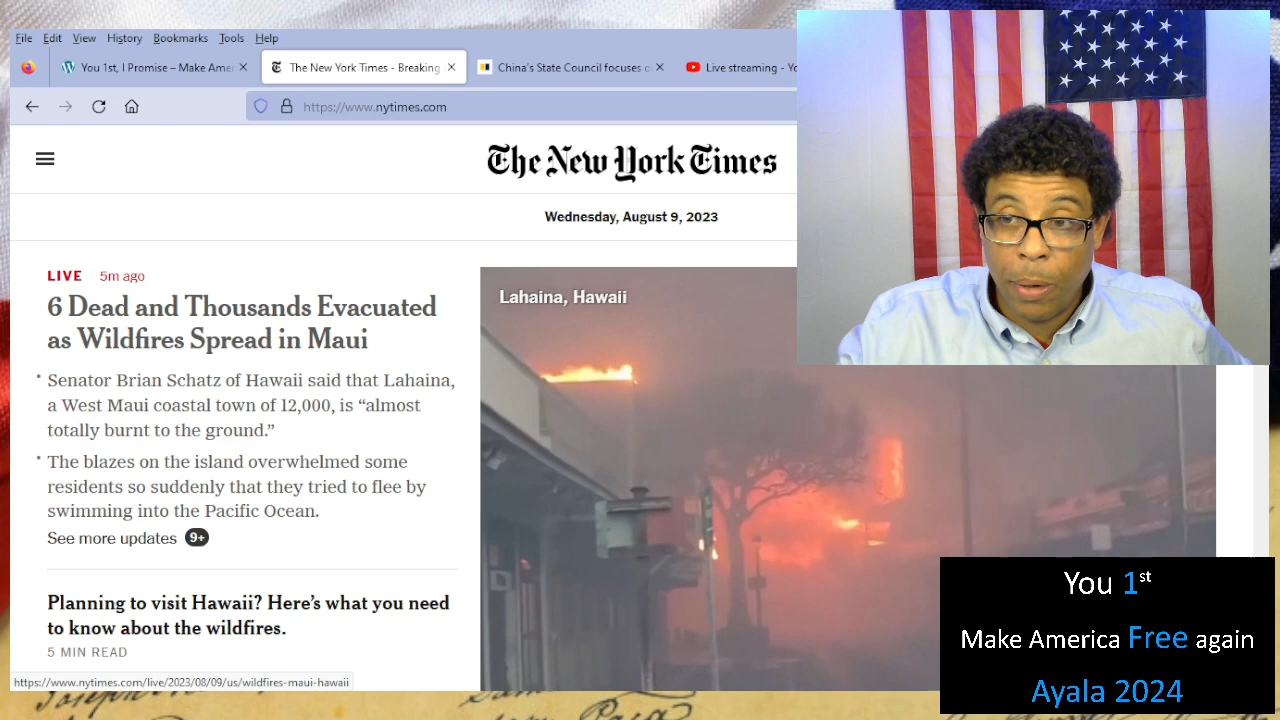 File Edit View History Bookmarks Tools Help
You 1st, I Promise – Make Amer
The New York Times - Breaking
China's State Council focuses o
Live streaming - Yo
https://www.nytimes.com
The New York Times
Wednesday, August 9, 2023
LIVE 5m ago
6 Dead and Thousands Evacuated
as Wildfires Spread in Maui
Senator Brian Schatz of Hawaii said that Lahaina,
a West Maui coastal town of 12,000, is “almost
totally burnt to the ground.”
The blazes on the island overwhelmed some
residents so suddenly that they tried to flee by
swimming into the Pacific Ocean.
See more updates 9+
Planning to visit Hawaii? Here’s what you need
to know about the wildfires.
5 MIN READ
https://www.nytimes.com/live/2023/08/09/us/wildfires-maui-hawaii
Lahaina, Hawaii
You 1st
Make America Free again
Ayala 2024